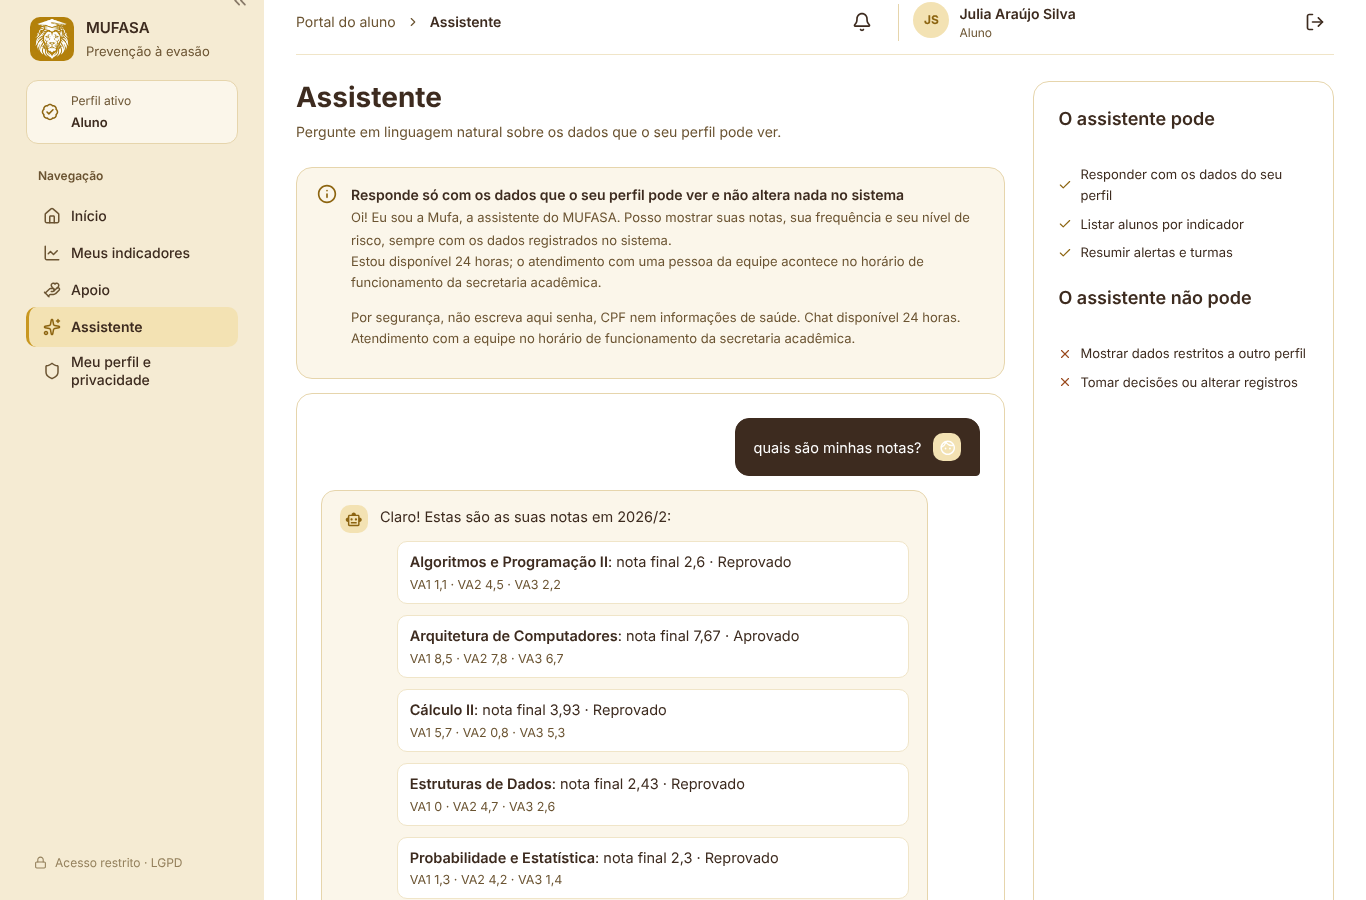 MUFASA
Prevenção à evasão
Perfil ativo
Aluno
Navegação
Início
Meus indicadores
Apoio
Assistente
Meu perfil e
privacidade
Acesso restrito · LGPD
Portal do aluno
Assistente
JS
Julia Araújo Silva
Aluno
Assistente
Pergunte em linguagem natural sobre os dados que o seu perfil pode ver.
Responde só com os dados que o seu perfil pode ver e não altera nada no sistema
Oi! Eu sou a Mufa, a assistente do MUFASA. Posso mostrar suas notas, sua frequência e seu nível de
risco, sempre com os dados registrados no sistema.
Estou disponível 24 horas; o atendimento com uma pessoa da equipe acontece no horário de
funcionamento da secretaria acadêmica.
Por segurança, não escreva aqui senha, CPF nem informações de saúde. Chat disponível 24 horas.
Atendimento com a equipe no horário de funcionamento da secretaria acadêmica.
quais são minhas notas?
Claro! Estas são as suas notas em 2026/2:
Algoritmos e Programação II: nota final 2,6 · Reprovado
VA1 1,1 · VA2 4,5 · VA3 2,2
Arquitetura de Computadores: nota final 7,67 · Aprovado
VA1 8,5 · VA2 7,8 · VA3 6,7
Cálculo II: nota final 3,93 · Reprovado
VA1 5,7 · VA2 0,8 · VA3 5,3
Estruturas de Dados: nota final 2,43 · Reprovado
VA1 0 · VA2 4,7 · VA3 2,6
Probabilidade e Estatística: nota final 2,3 · Reprovado
VA1 1,3 · VA2 4,2 · VA3 1,4
O assistente pode
Responder com os dados do seu
perfil
Listar alunos por indicador
Resumir alertas e turmas
O assistente não pode
Mostrar dados restritos a outro perfil
Tomar decisões ou alterar registros